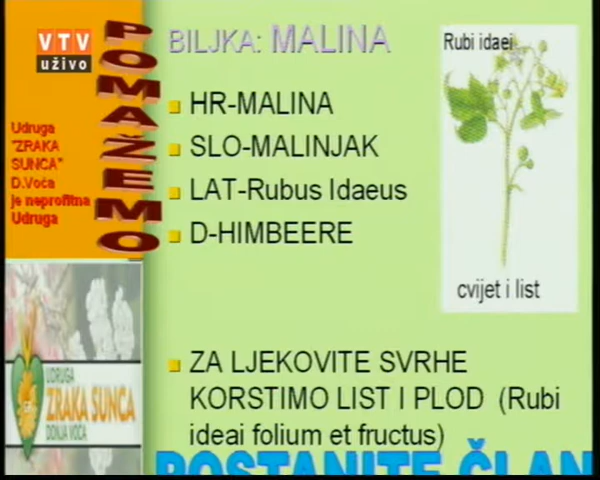 VTV
uživo
POMAŽEMO
Udruga
"ZRAKA
SUNCA"
D.Voća
je neprofitna
Udruga
UDRUGA
ZRAKA SUNCA
DONJA VOĆA
BILJKA: MALINA
HR-MALINA
SLO-MALINJAK
LAT-Rubus Idaeus
D-HIMBEERE
Rubi idaei
cvijet i list
ZA LJEKOVITE SVRHE
KORSTIMO LIST I PLOD (Rubi
ideai folium et fructus)
POSTANITE ČLAN